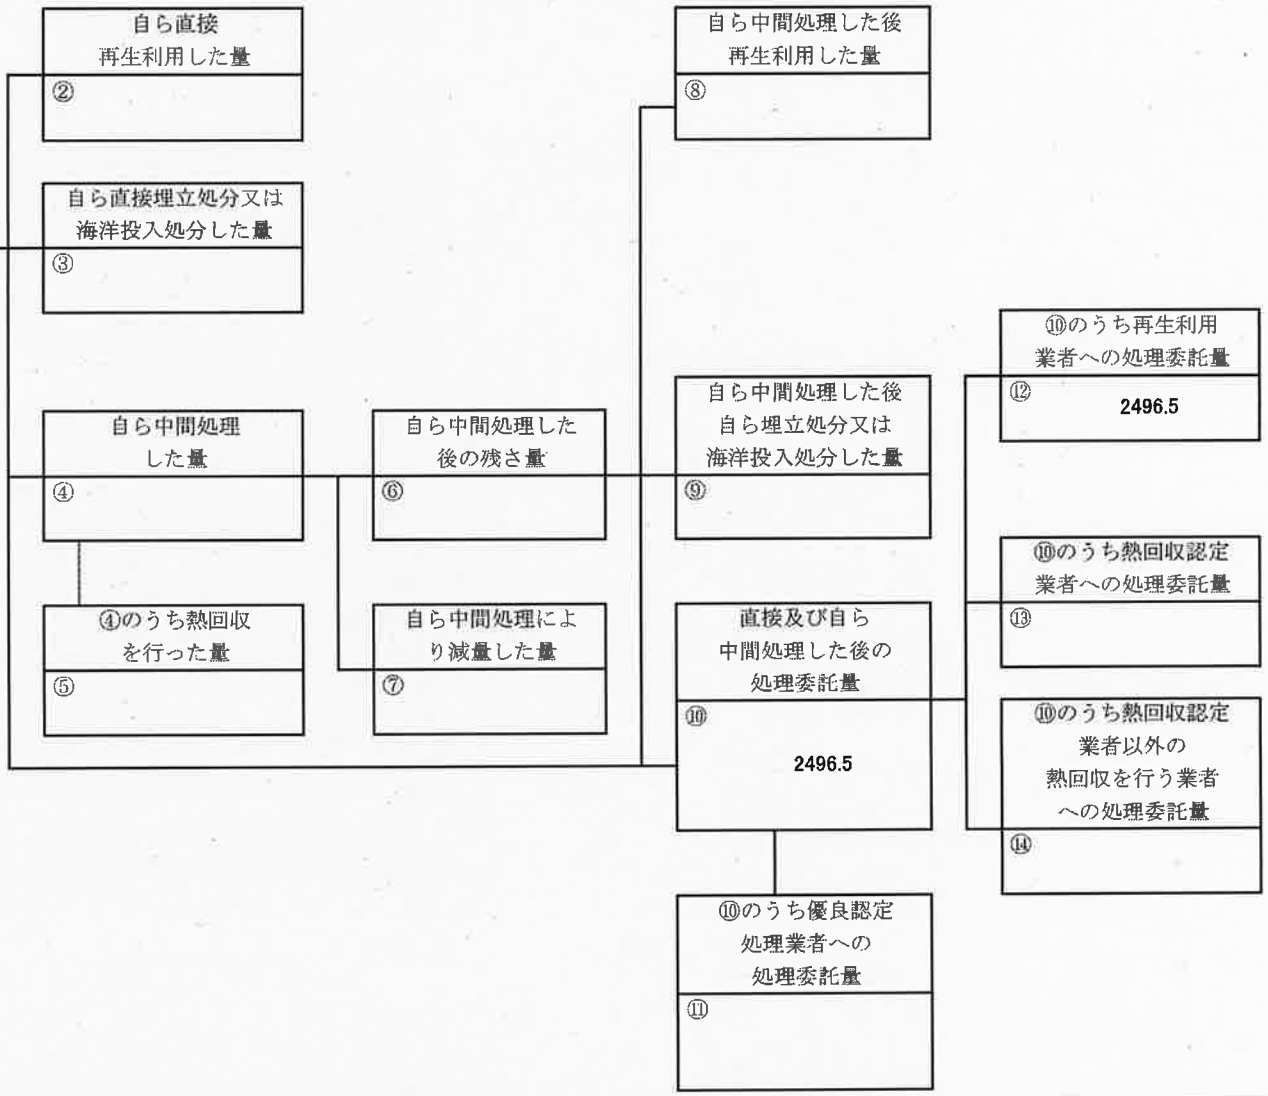 自ら直接
再生利用した量
②
自ら直接埋立処分又は
海洋投入処分した量
③
自ら中間処理
した量
④
④のうち熱回収
を行った量
⑤
自ら中間処理した
後の残さ量
⑥
自ら中間処理によ
り減量した量
⑦
自ら中間処理した後
再生利用した量
⑧
自ら中間処理した後
自ら埋立処分又は
海洋投入処分した量
⑨
直接及び自ら
中間処理した後の
処理委託量
⑩
2496.5
⑩のうち優良認定
処理業者への
処理委託量
⑪
⑩のうち再生利用
業者への処理委託量
⑫
2496.5
⑩のうち熱回収認定
業者への処理委託量
⑬
⑩のうち熱回収認定
業者以外の
熱回収を行う業者
への処理委託量
⑭